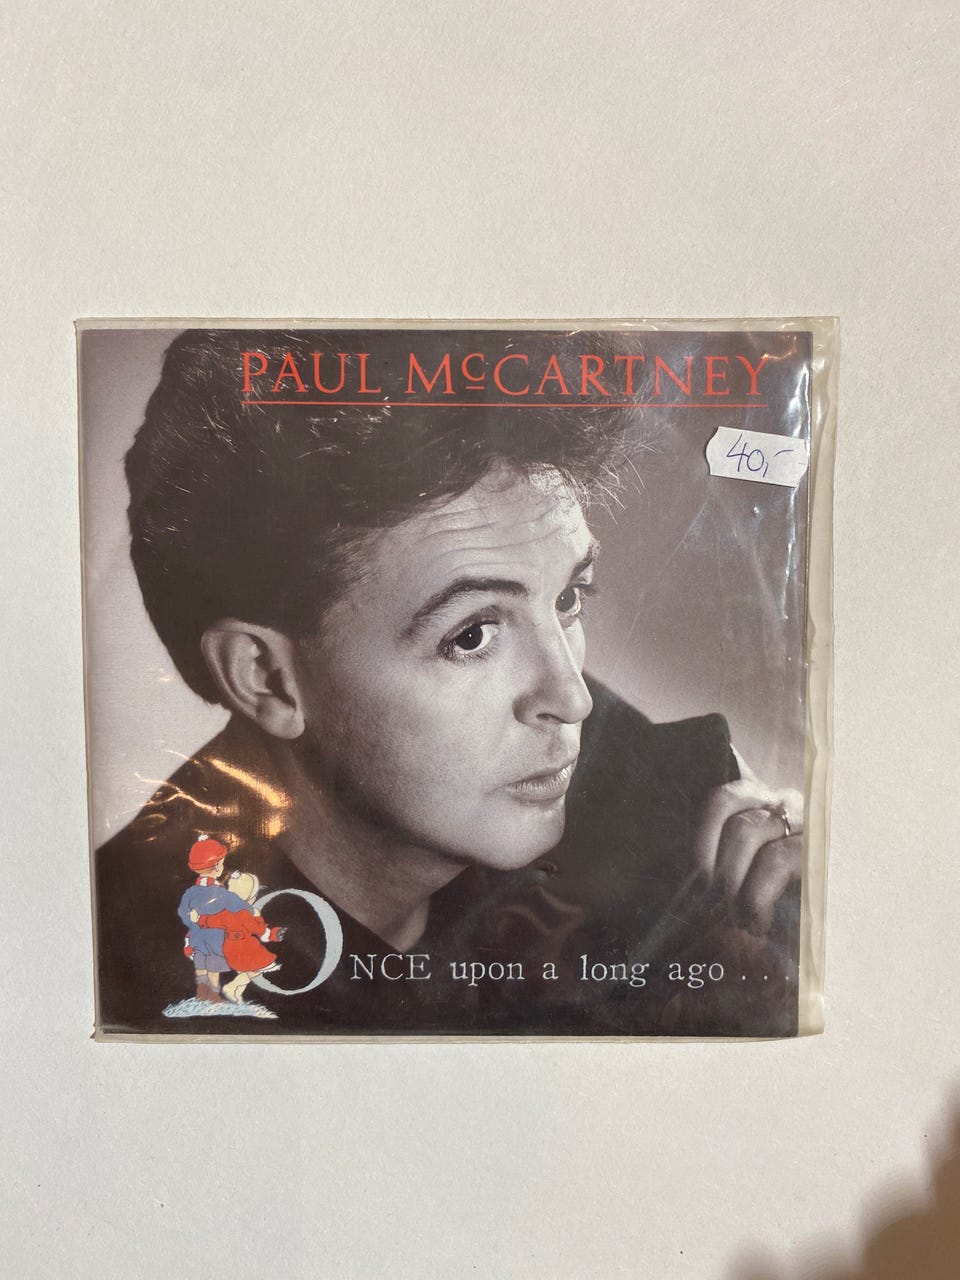 PAUL McCARTNEY
40,-
ONCE upon a long ago . . .